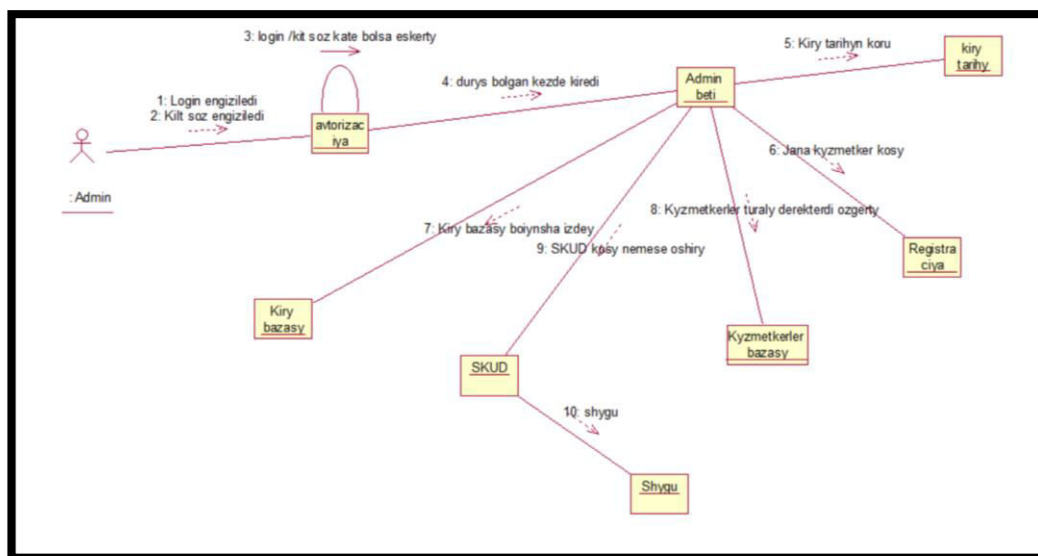 3: login /kit soz kate bolsa eskerty
5: Kiry tarihyn koru
kiry
tarihy
4: durys bolgan kezde kiredi
Admin
beti
1: Login engiziledi
2: Kilt soz engiziledi
avtorizac
iya
6: Jana kyzmetker kosy
: Admin
7: Kiry bazasy boiynsha izdey
8: Kyzmetkerler turaly derekterdi ozgerty
9: SKUD kosy nemese oshiry
Registra
ciya
Kiry
bazasy
Kyzmetkerler
bazasy
SKUD
10: shygu
Shygu